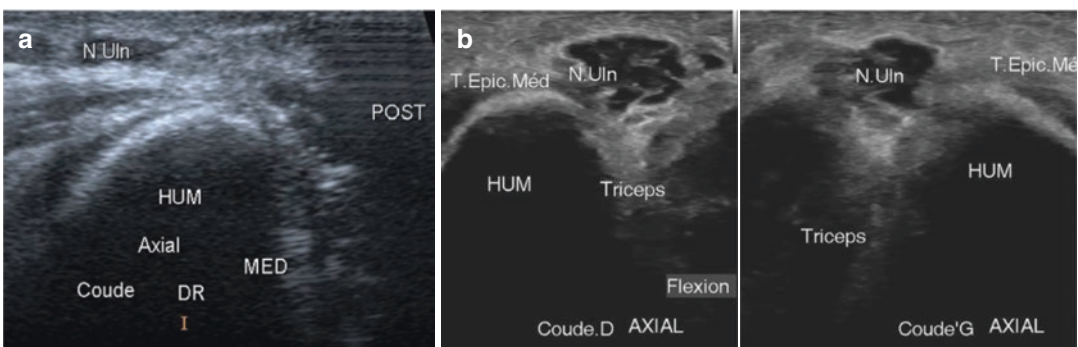 a
N.Uln
POST
HUM
Axial
MED
Coude DR
I
b
T.Epic.Méd N.Uln
HUM
Triceps
Flexion
Coude.D AXIAL
N.Uln T.Epic.Mé
HUM
Triceps
Coude'G AXIAL